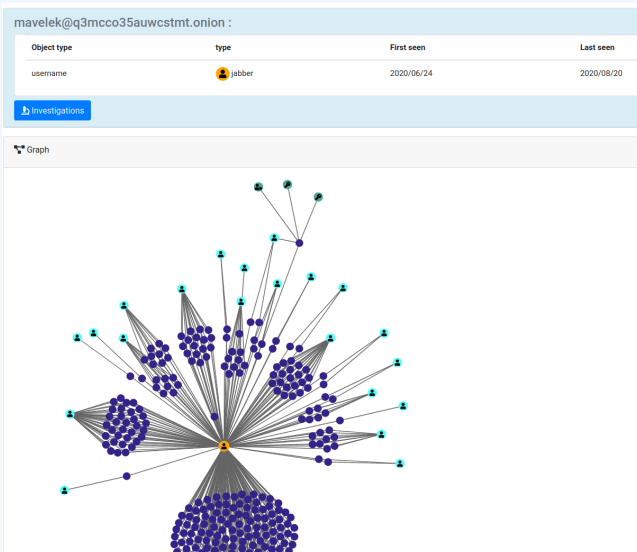 mavelek@q3mcco35auwcstmt.onion :
Object type type First seen Last seen
username jabber 2020/06/24 2020/08/20
Investigations
Graph